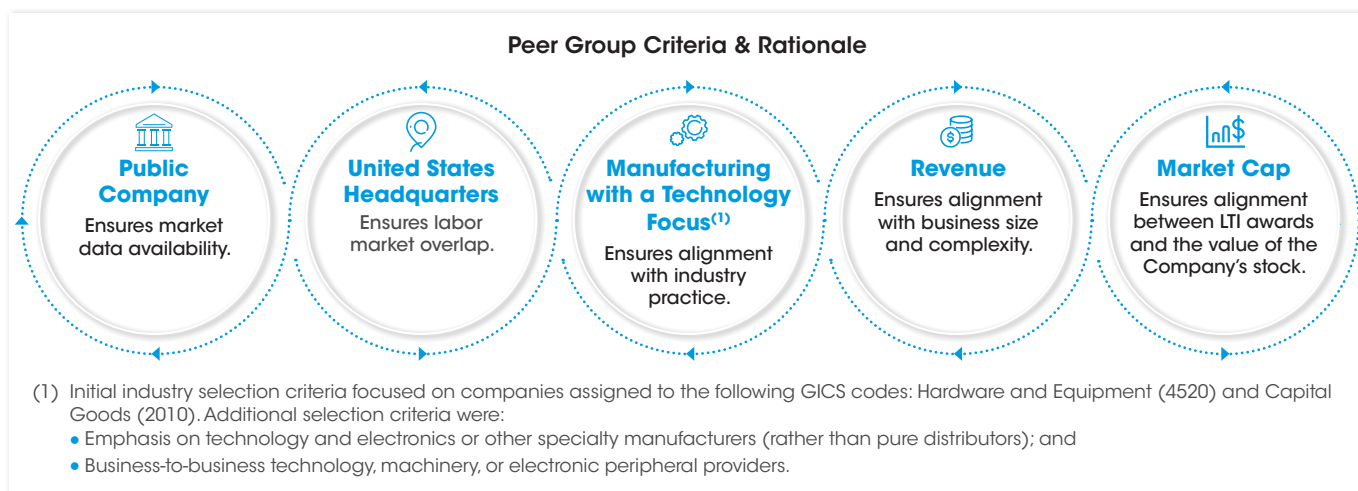 Peer Group Criteria & Rationale
Public
Company
Ensures market
data availability.
United States
Headquarters
Ensures labor
market overlap.
Manufacturing
with a Technology
Focus(1)
Ensures alignment
with industry
practice.
Revenue
Ensures alignment
with business size
and complexity.
Market Cap
Ensures alignment
between LTI awards
and the value of the
Company’s stock.
(1) Initial industry selection criteria focused on companies assigned to the following GICS codes: Hardware and Equipment (4520) and Capital
Goods (2010). Additional selection criteria were:
• Emphasis on technology and electronics or other specialty manufacturers (rather than pure distributors); and
• Business-to-business technology, machinery, or electronic peripheral providers.